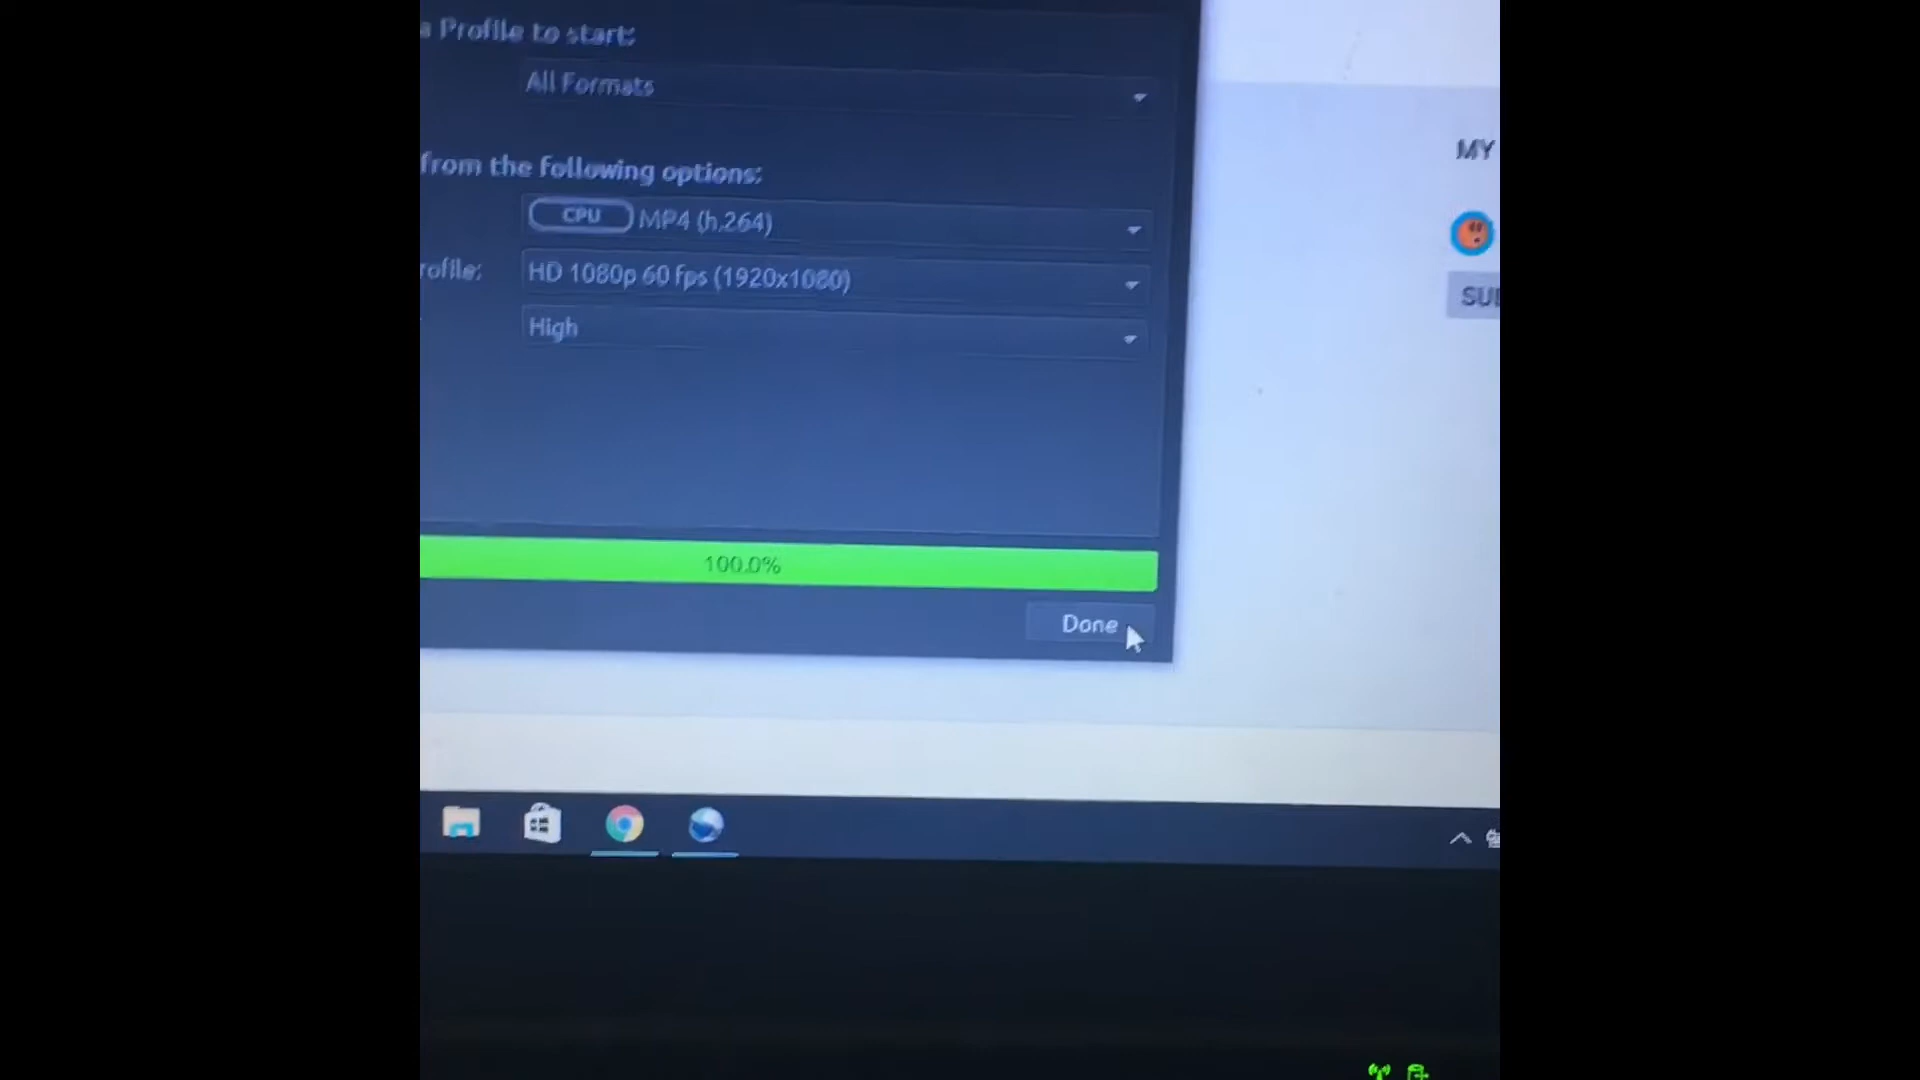 a Profile to start:
All Formats
from the following options:
CPU MP4 (h.264)
rofile: HD 1080p 60 fps (1920x1080)
High
MY
SUB
100.0%
Done